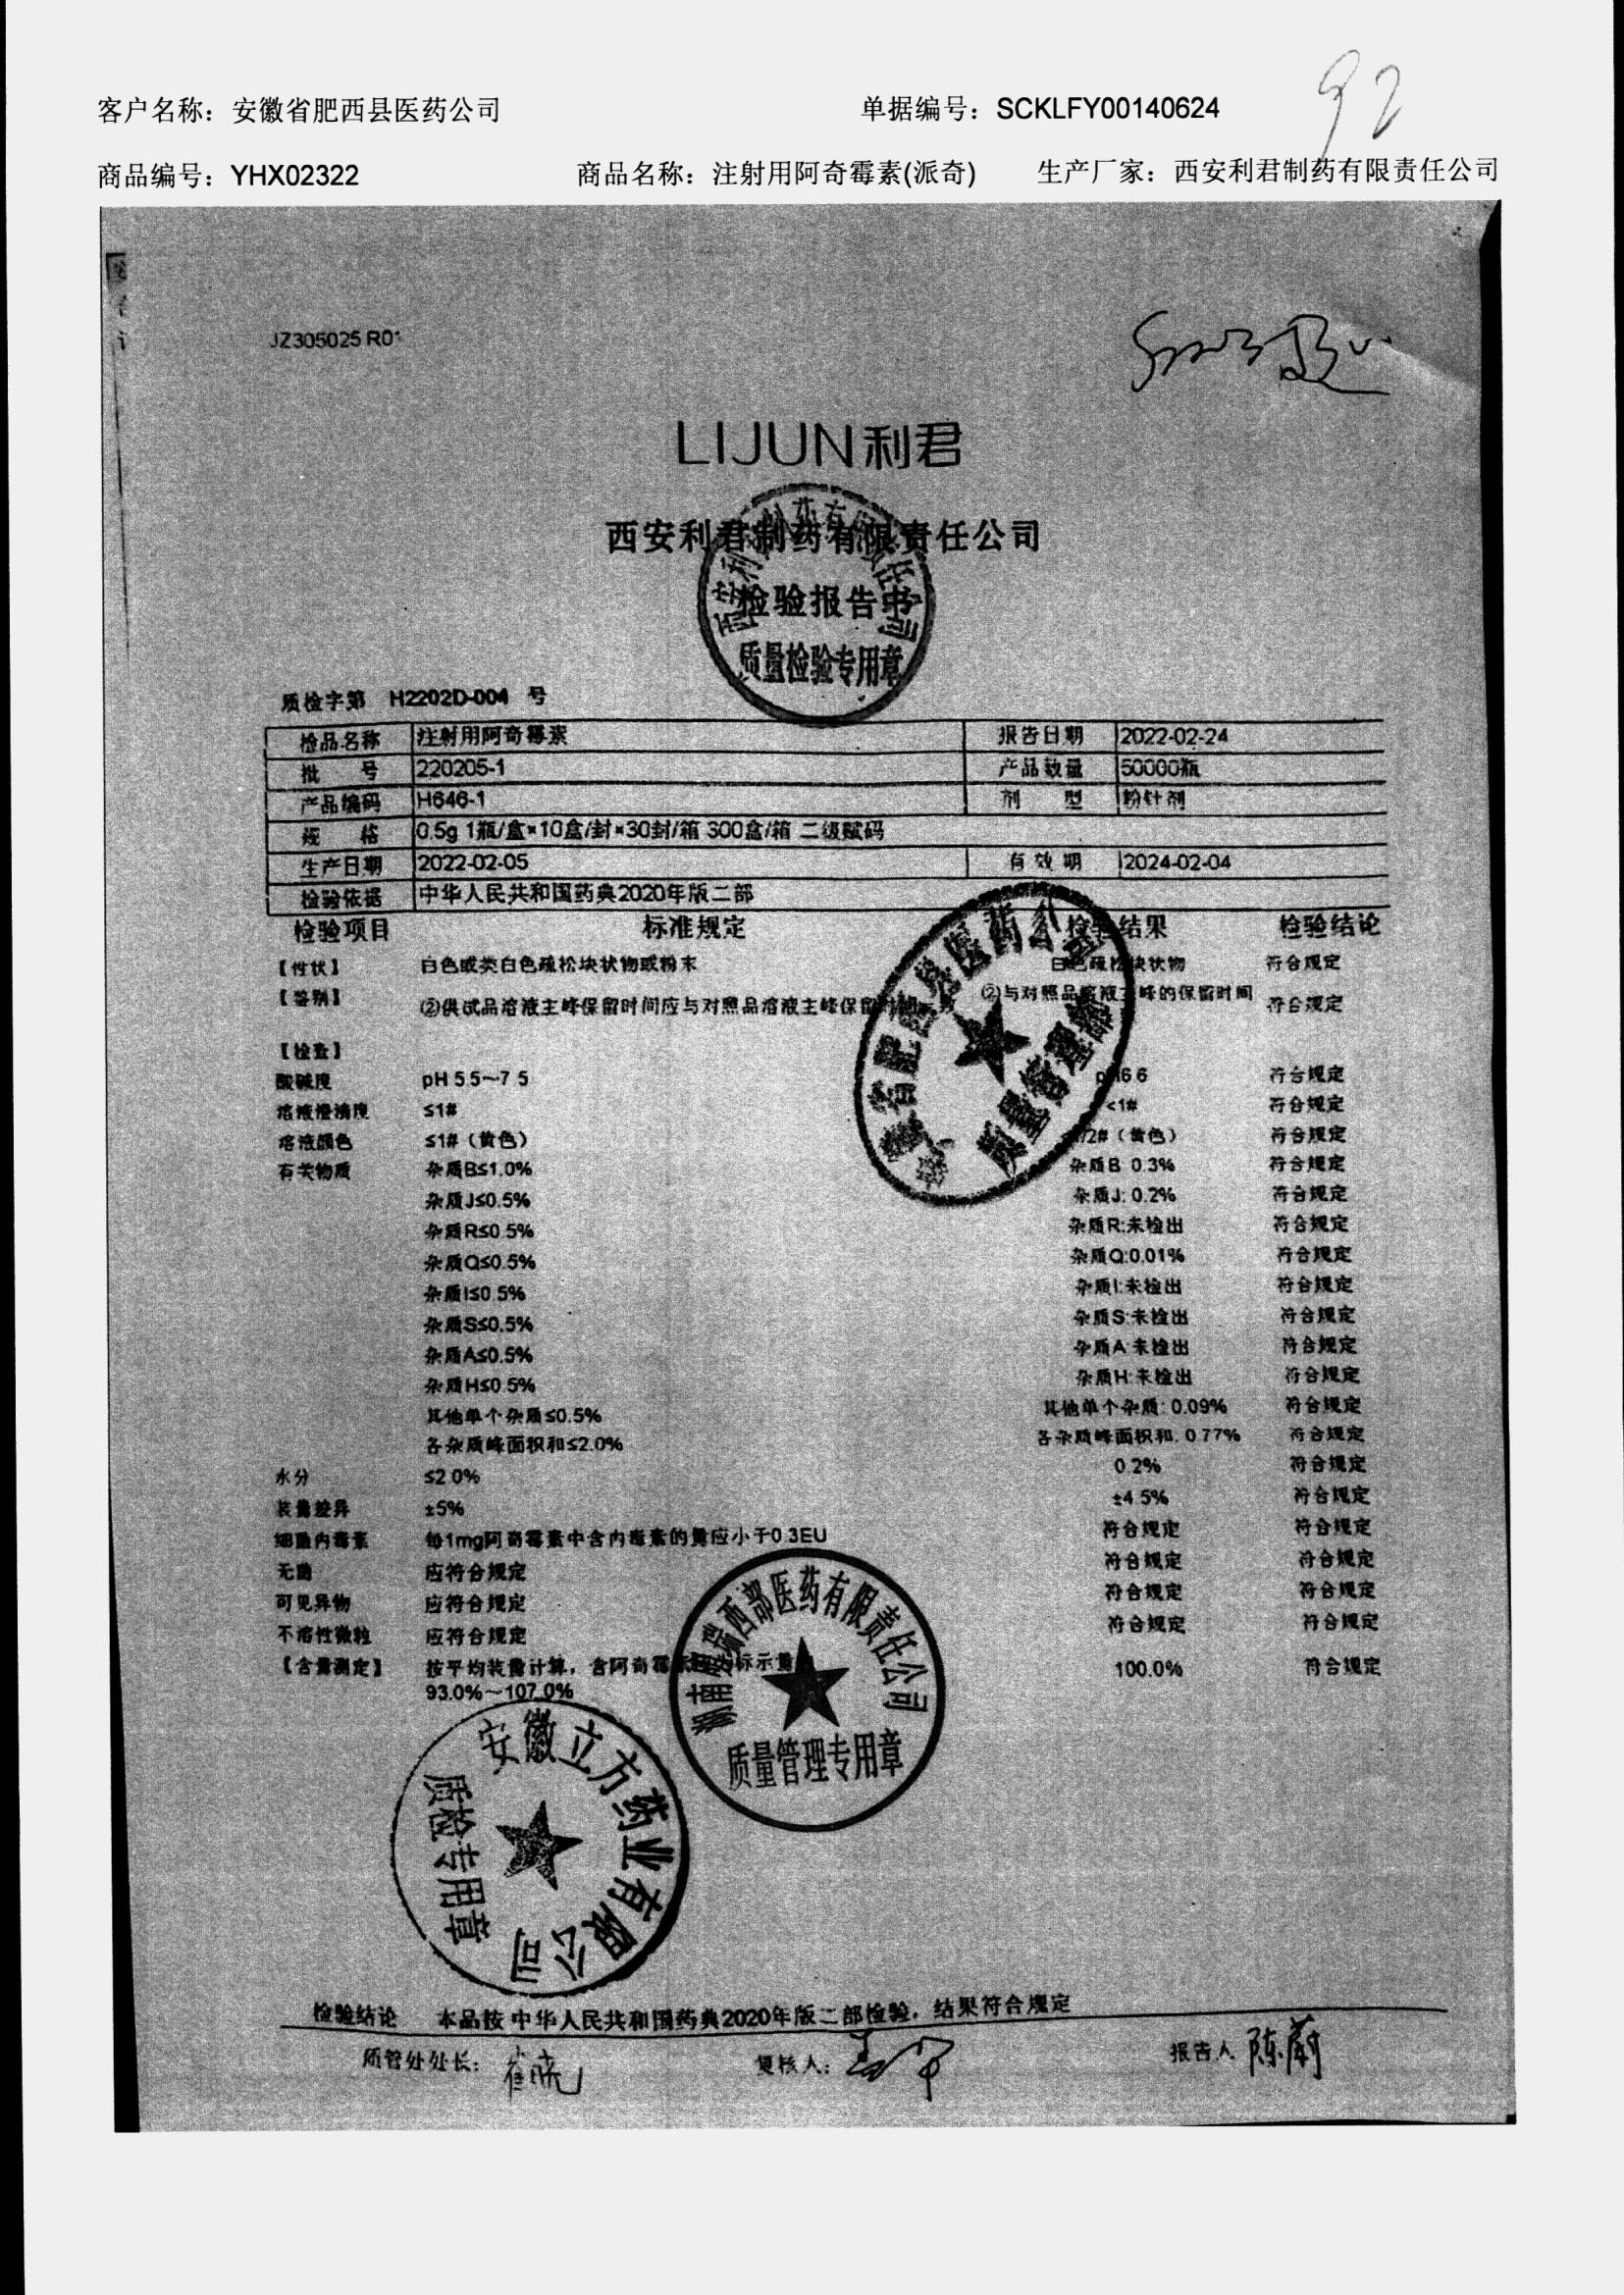 92
客户名称：安徽省肥西县医药公司 单据编号：SCKLFY00140624
商品编号：YHX02322 商品名称：注射用阿奇霉素(派奇) 生产厂家：西安利君制药有限责任公司
JZ305025 R01
LIJUN利君
西安利君制药有限责任公司
检验报告书
质量检验专用章
质检字第 H2202D-004 号
检品名称 注射用阿奇霉素 报告日期 2022-02-24
批 号 220205-1 产品数量 50000瓶
产品编码 H646-1 剂 型 粉针剂
规 格 0.5g 1瓶/盒*10盒/封*30封/箱 300盒/箱 二级赋码
生产日期 2022-02-05 有效期 2024-02-04
检验依据 中华人民共和国药典2020年版二部
检验项目 标准规定 检验结果 检验结论
【性状】 白色或类白色疏松块状物或粉末 白色疏松块状物 符合规定
【鉴别】 ②供试品溶液主峰保留时间应与对照品溶液主峰保留时间一致 ②与对照品溶液主峰的保留时间 符合规定
【检查】
酸碱度 pH 5.5～7.5 pH6.6 符合规定
溶液澄清度 ≤1# <1# 符合规定
溶液颜色 ≤1#（黄色） /2#（黄色） 符合规定
有关物质 杂质B≤1.0% 杂质B 0.3% 符合规定
杂质J≤0.5% 杂质J: 0.2% 符合规定
杂质R≤0.5% 杂质R:未检出 符合规定
杂质Q≤0.5% 杂质Q:0.01% 符合规定
杂质I≤0.5% 杂质I:未检出 符合规定
杂质S≤0.5% 杂质S:未检出 符合规定
杂质A≤0.5% 杂质A:未检出 符合规定
杂质H≤0.5% 杂质H:未检出 符合规定
其他单个杂质≤0.5% 其他单个杂质: 0.09% 符合规定
各杂质峰面积和≤2.0% 各杂质峰面积和: 0.77% 符合规定
水分 ≤2.0% 0.2% 符合规定
装量差异 ±5% ±4.5% 符合规定
细菌内毒素 每1mg阿奇霉素中含内毒素的量应小于0.3EU 符合规定 符合规定
无菌 应符合规定 符合规定 符合规定
可见异物 应符合规定 符合规定 符合规定
不溶性微粒 应符合规定 符合规定 符合规定
【含量测定】 按平均装量计算，含阿奇霉素 标示量 100.0% 符合规定
93.0%～107.0%
西部医药有限责任公司
质量管理专用章
安徽立方药业有限公司
质检专用章
检验结论 本品按中华人民共和国药典2020年版二部检验，结果符合规定
质管处处长： 崔晓 复核人： 报告人 陈蔚